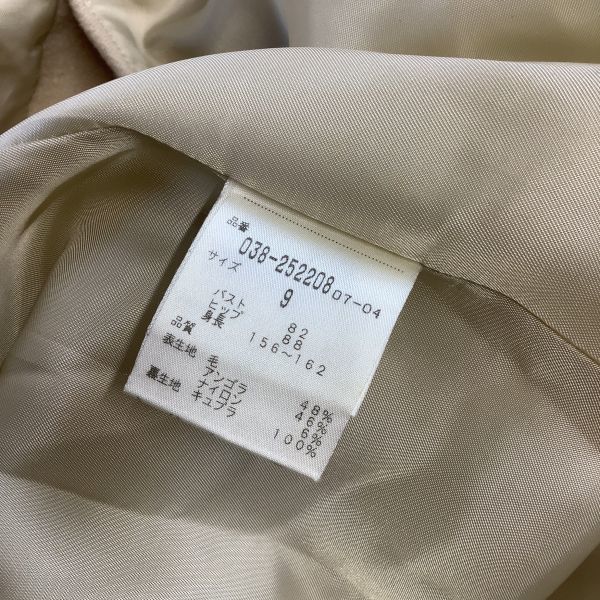 品番
038-252208 07-04
サイズ
9
バスト 82
ヒップ 88
身長 156～162
品質
表生地 毛 48%
アンゴラ 46%
ナイロン 6%
裏生地 キュプラ 100%